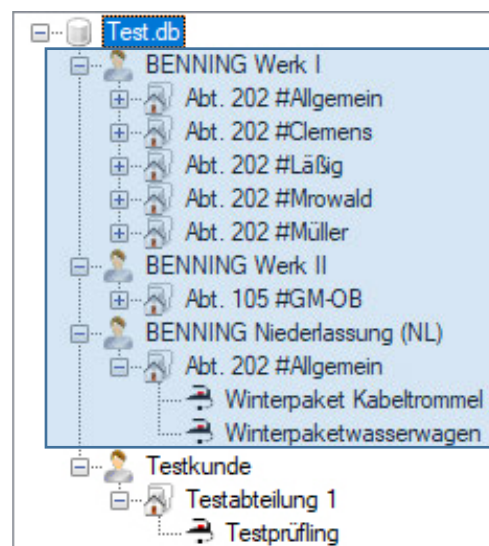 Test.db
BENNING Werk I
Abt. 202 #Allgemein
Abt. 202 #Clemens
Abt. 202 #Läßig
Abt. 202 #Mrowald
Abt. 202 #Müller
BENNING Werk II
Abt. 105 #GM-OB
BENNING Niederlassung (NL)
Abt. 202 #Allgemein
Winterpaket Kabeltrommel
Winterpaketwasserwagen
Testkunde
Testabteilung 1
Testprüfling